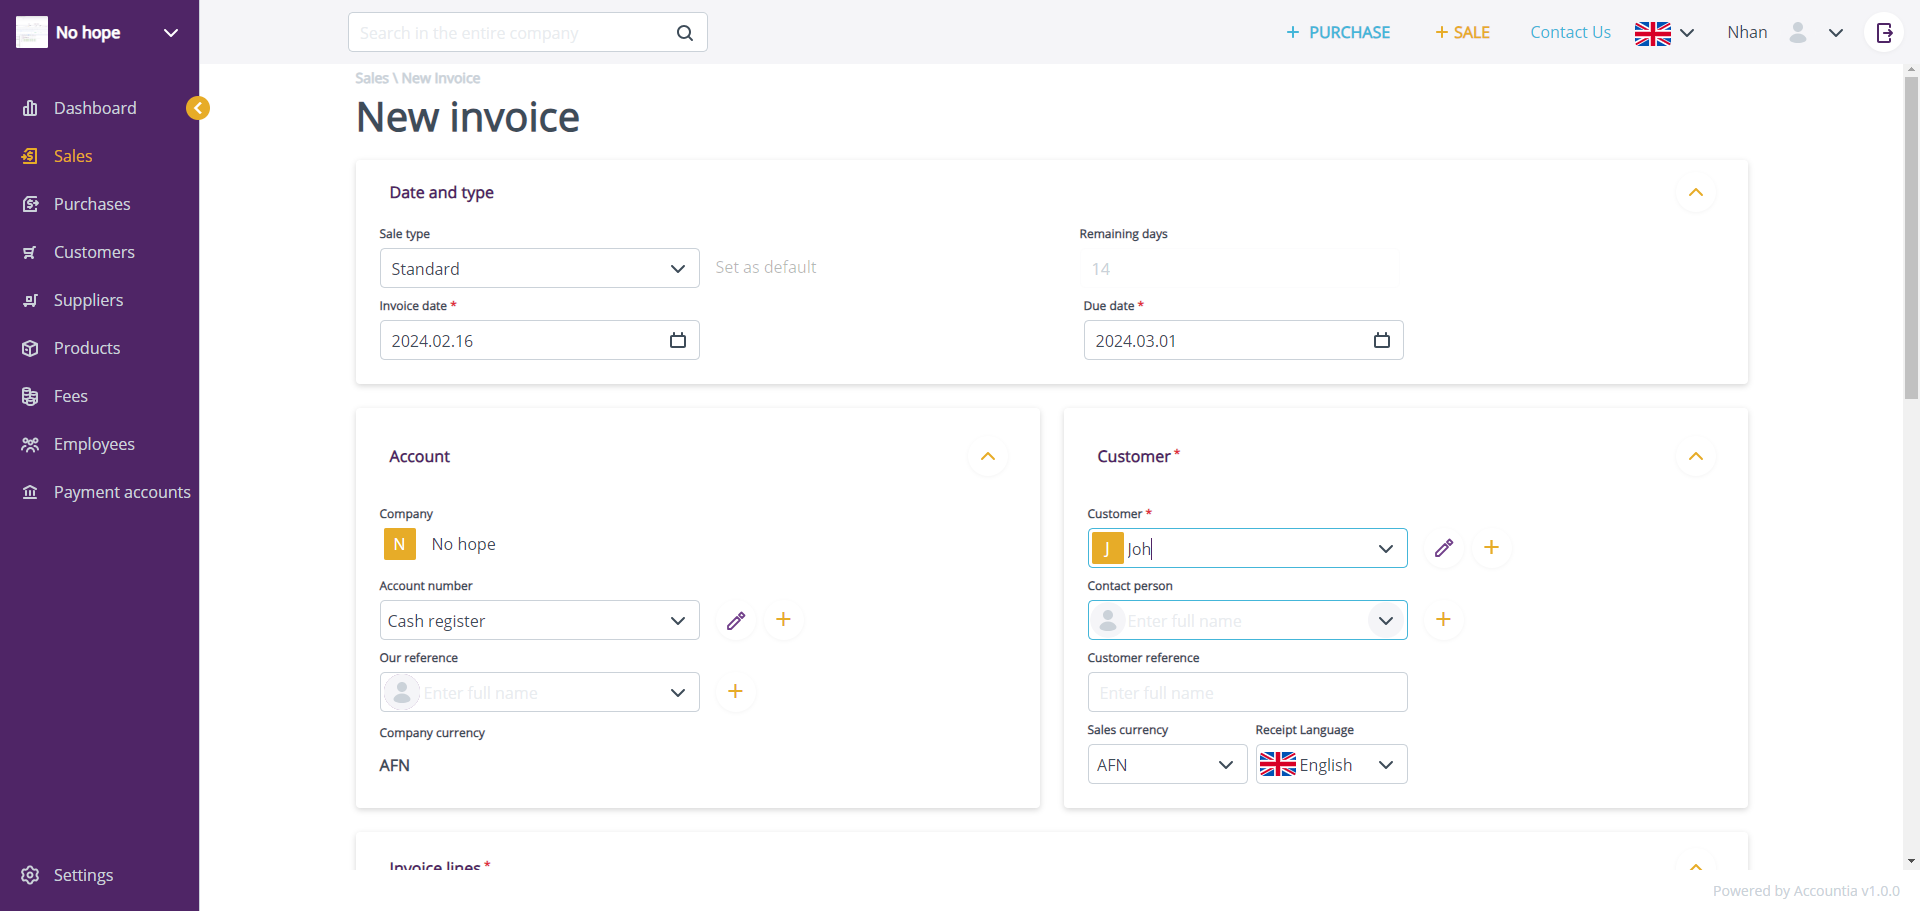 No hope
Search in the entire company
+ PURCHASE
+ SALE
Contact Us
Nhan
Dashboard
Sales
Purchases
Customers
Suppliers
Products
Fees
Employees
Payment accounts
Settings
Sales \ New Invoice
New invoice
Date and type
Sale type
Standard
Set as default
Remaining days
14
Invoice date *
2024.02.16
Due date *
2024.03.01
Account
Company
N No hope
Account number
Cash register
Our reference
Enter full name
Company currency
AFN
Customer *
Customer *
J Joh
Contact person
Enter full name
Customer reference
Enter full name
Sales currency
AFN
Receipt Language
English
Invoice lines *
Powered by Accountia v1.0.0